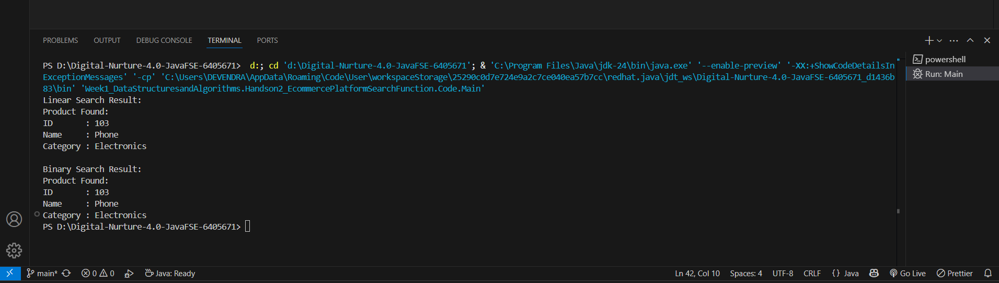 PROBLEMS OUTPUT DEBUG CONSOLE TERMINAL PORTS
PS D:\Digital-Nurture-4.0-JavaFSE-6405671>  d:; cd 'd:\Digital-Nurture-4.0-JavaFSE-6405671'; & 'C:\Program Files\Java\jdk-24\bin\java.exe' '--enable-preview' '-XX:+ShowCodeDetailsIn
ExceptionMessages' '-cp' 'C:\Users\DEVENDRA\AppData\Roaming\Code\User\workspaceStorage\25290c0d7e724e9a2c7ce040ea57b7cc\redhat.java\jdt_ws\Digital-Nurture-4.0-JavaFSE-6405671_d1436b
83\bin' 'Week1_DataStructuresandAlgorithms.Handson2_EcommercePlatformSearchFunction.Code.Main'
Linear Search Result:
Product Found:
ID       : 103
Name     : Phone
Category : Electronics
Binary Search Result:
Product Found:
ID       : 103
Name     : Phone
Category : Electronics
PS D:\Digital-Nurture-4.0-JavaFSE-6405671>
powershell
Run: Main
main* 0 0 Java: Ready Ln 42, Col 10 Spaces: 4 UTF-8 CRLF {} Java Go Live Prettier